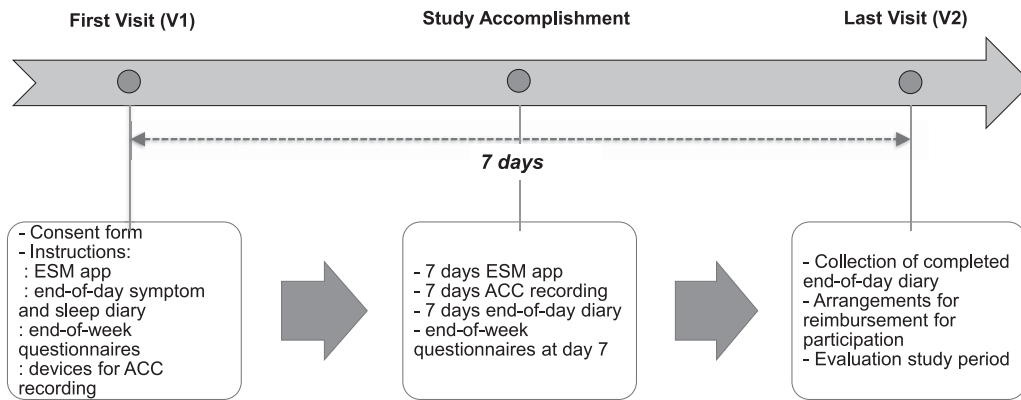 First Visit (V1)
Study Accomplishment
Last Visit (V2)
7 days
- Consent form
- Instructions:
: ESM app
: end-of-day symptom
and sleep diary
: end-of-week
questionnaires
: devices for ACC
recording
- 7 days ESM app
- 7 days ACC recording
- 7 days end-of-day diary
- end-of-week
questionnaires at day 7
- Collection of completed
end-of-day diary
- Arrangements for
reimbursement for
participation
- Evaluation study period